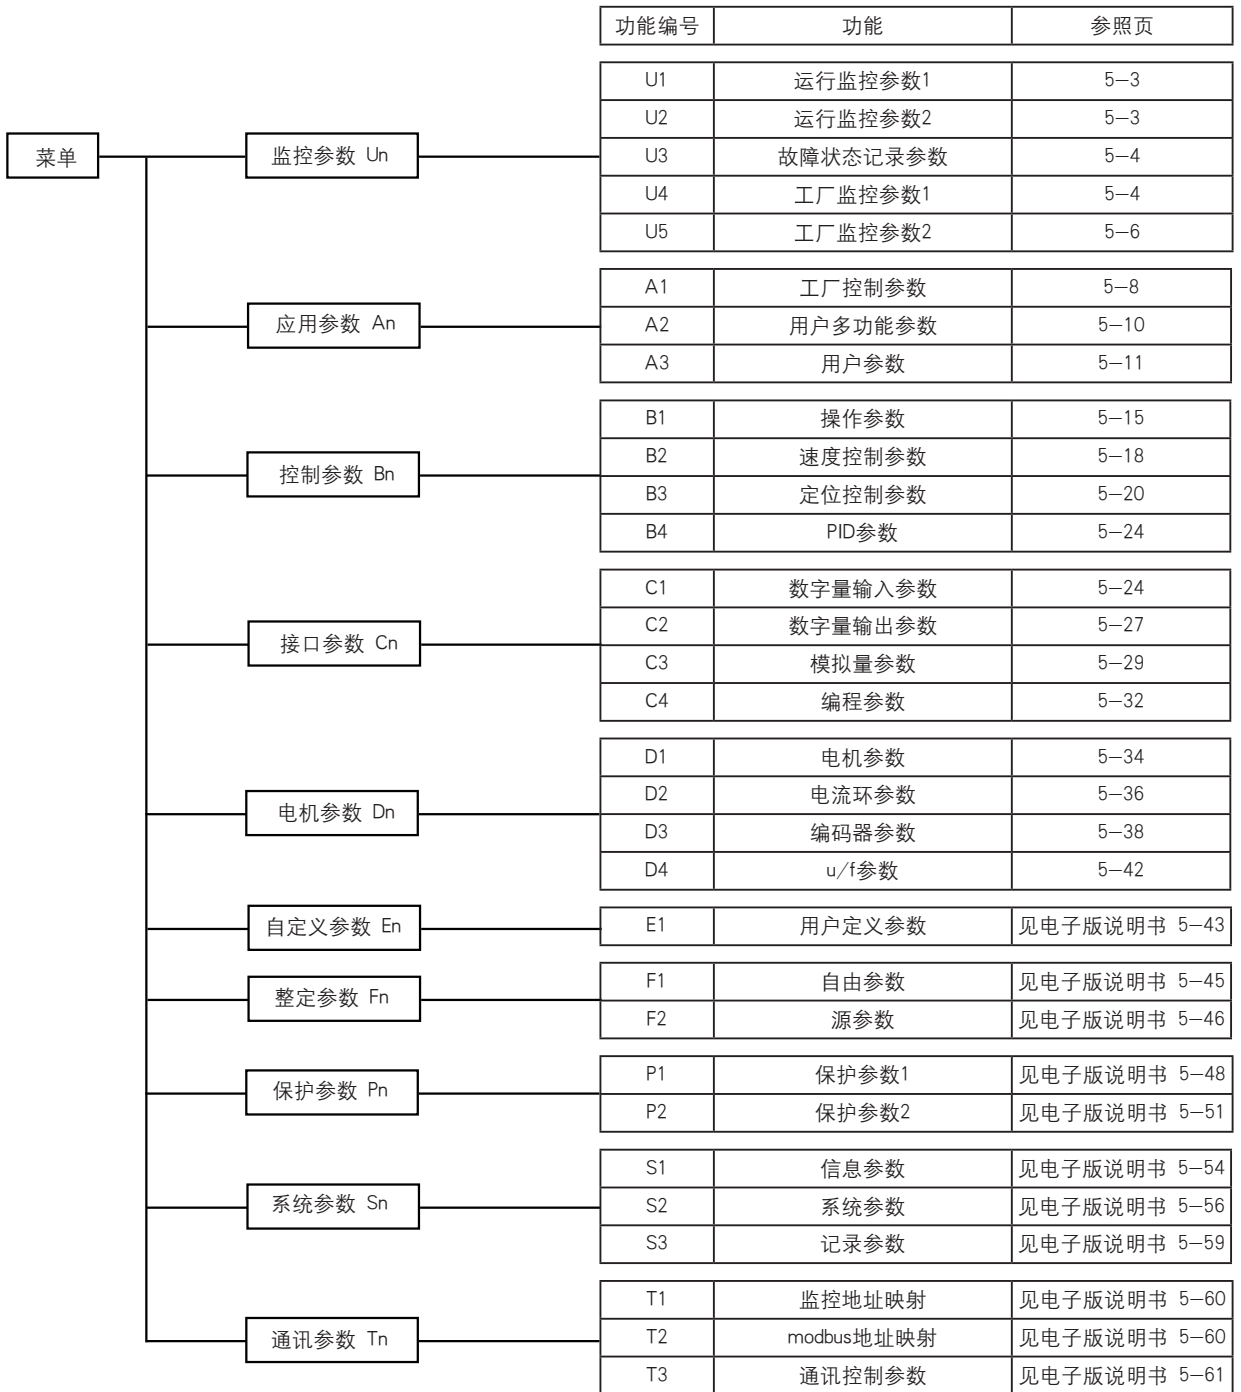 功能编号 功能 参照页
菜单
监控参数 Un
U1 运行监控参数1 5—3
U2 运行监控参数2 5—3
U3 故障状态记录参数 5—4
U4 工厂监控参数1 5—4
U5 工厂监控参数2 5—6
应用参数 An
A1 工厂控制参数 5—8
A2 用户多功能参数 5—10
A3 用户参数 5—11
控制参数 Bn
B1 操作参数 5—15
B2 速度控制参数 5—18
B3 定位控制参数 5—20
B4 PID参数 5—24
接口参数 Cn
C1 数字量输入参数 5—24
C2 数字量输出参数 5—27
C3 模拟量参数 5—29
C4 编程参数 5—32
电机参数 Dn
D1 电机参数 5—34
D2 电流环参数 5—36
D3 编码器参数 5—38
D4 u/f参数 5—42
自定义参数 En
E1 用户定义参数 见电子版说明书 5—43
整定参数 Fn
F1 自由参数 见电子版说明书 5—45
F2 源参数 见电子版说明书 5—46
保护参数 Pn
P1 保护参数1 见电子版说明书 5—48
P2 保护参数2 见电子版说明书 5—51
系统参数 Sn
S1 信息参数 见电子版说明书 5—54
S2 系统参数 见电子版说明书 5—56
S3 记录参数 见电子版说明书 5—59
通讯参数 Tn
T1 监控地址映射 见电子版说明书 5—60
T2 modbus地址映射 见电子版说明书 5—60
T3 通讯控制参数 见电子版说明书 5—61